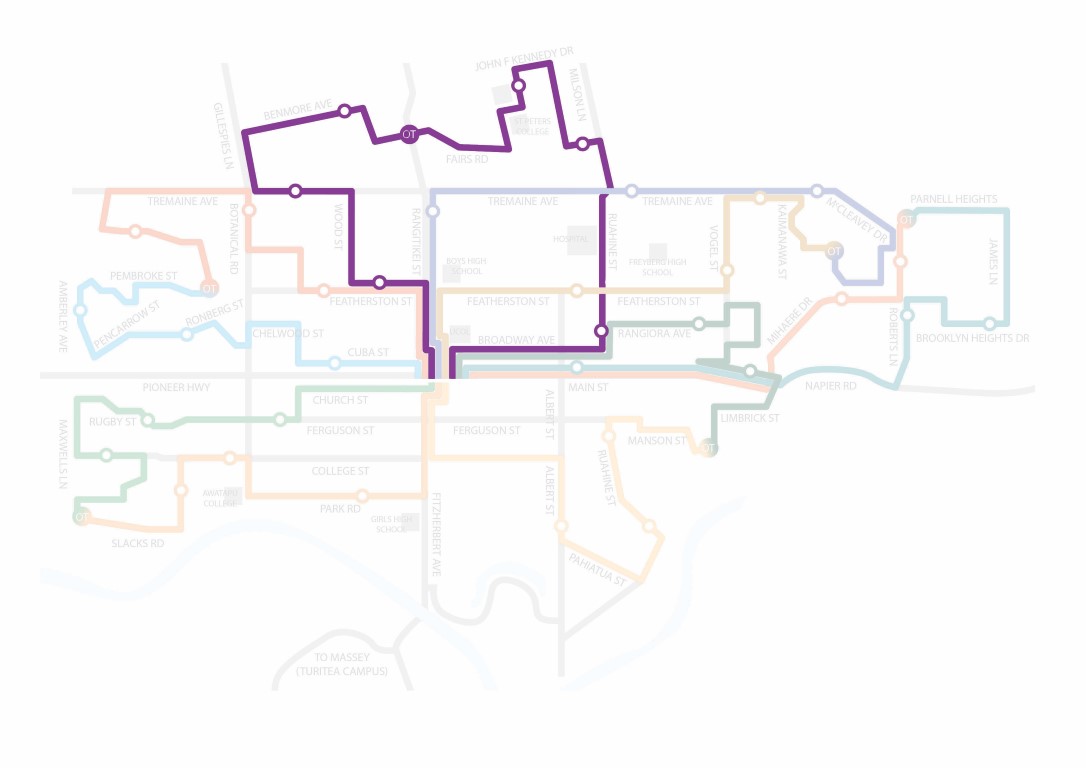 JOHN F KENNEDY DR
MILSON LN
GILLESPIES LN
BENMORE AVE
ST PETERS
COLLEGE
OT
FAIRS RD
TREMAINE AVE
TREMAINE AVE
TREMAINE AVE
PARNELL HEIGHTS
BOTANICAL RD
WOOD ST
RANGITIKEI ST
RUAHINE ST
VOGEL ST
KAIMANAWA ST
MCCLEAVEY DR
OT
OT
JAMES LN
HOSPITAL
BOYS HIGH
SCHOOL
FREYBERG HIGH
SCHOOL
PEMBROKE ST
OT
AMBERLEY AVE
PENCARROW ST
RONBERG ST
FEATHERSTON ST
FEATHERSTON ST
FEATHERSTON ST
MIHAERE DR
ROBERTS LN
CHELWOOD ST
UCOL
BROADWAY AVE
RANGIORA AVE
BROOKLYN HEIGHTS DR
CUBA ST
PIONEER HWY
MAIN ST
NAPIER RD
CHURCH ST
ALBERT ST
LIMBRICK ST
MAXWELLS LN
RUGBY ST
FERGUSON ST
FERGUSON ST
MANSON ST
OT
COLLEGE ST
ALBERT ST
RUAHINE ST
AWATAPU
COLLEGE
PARK RD
OT
GIRLS HIGH
SCHOOL
FITZHERBERT AVE
SLACKS RD
PAHIATUA ST
TO MASSEY
(TURITEA CAMPUS)